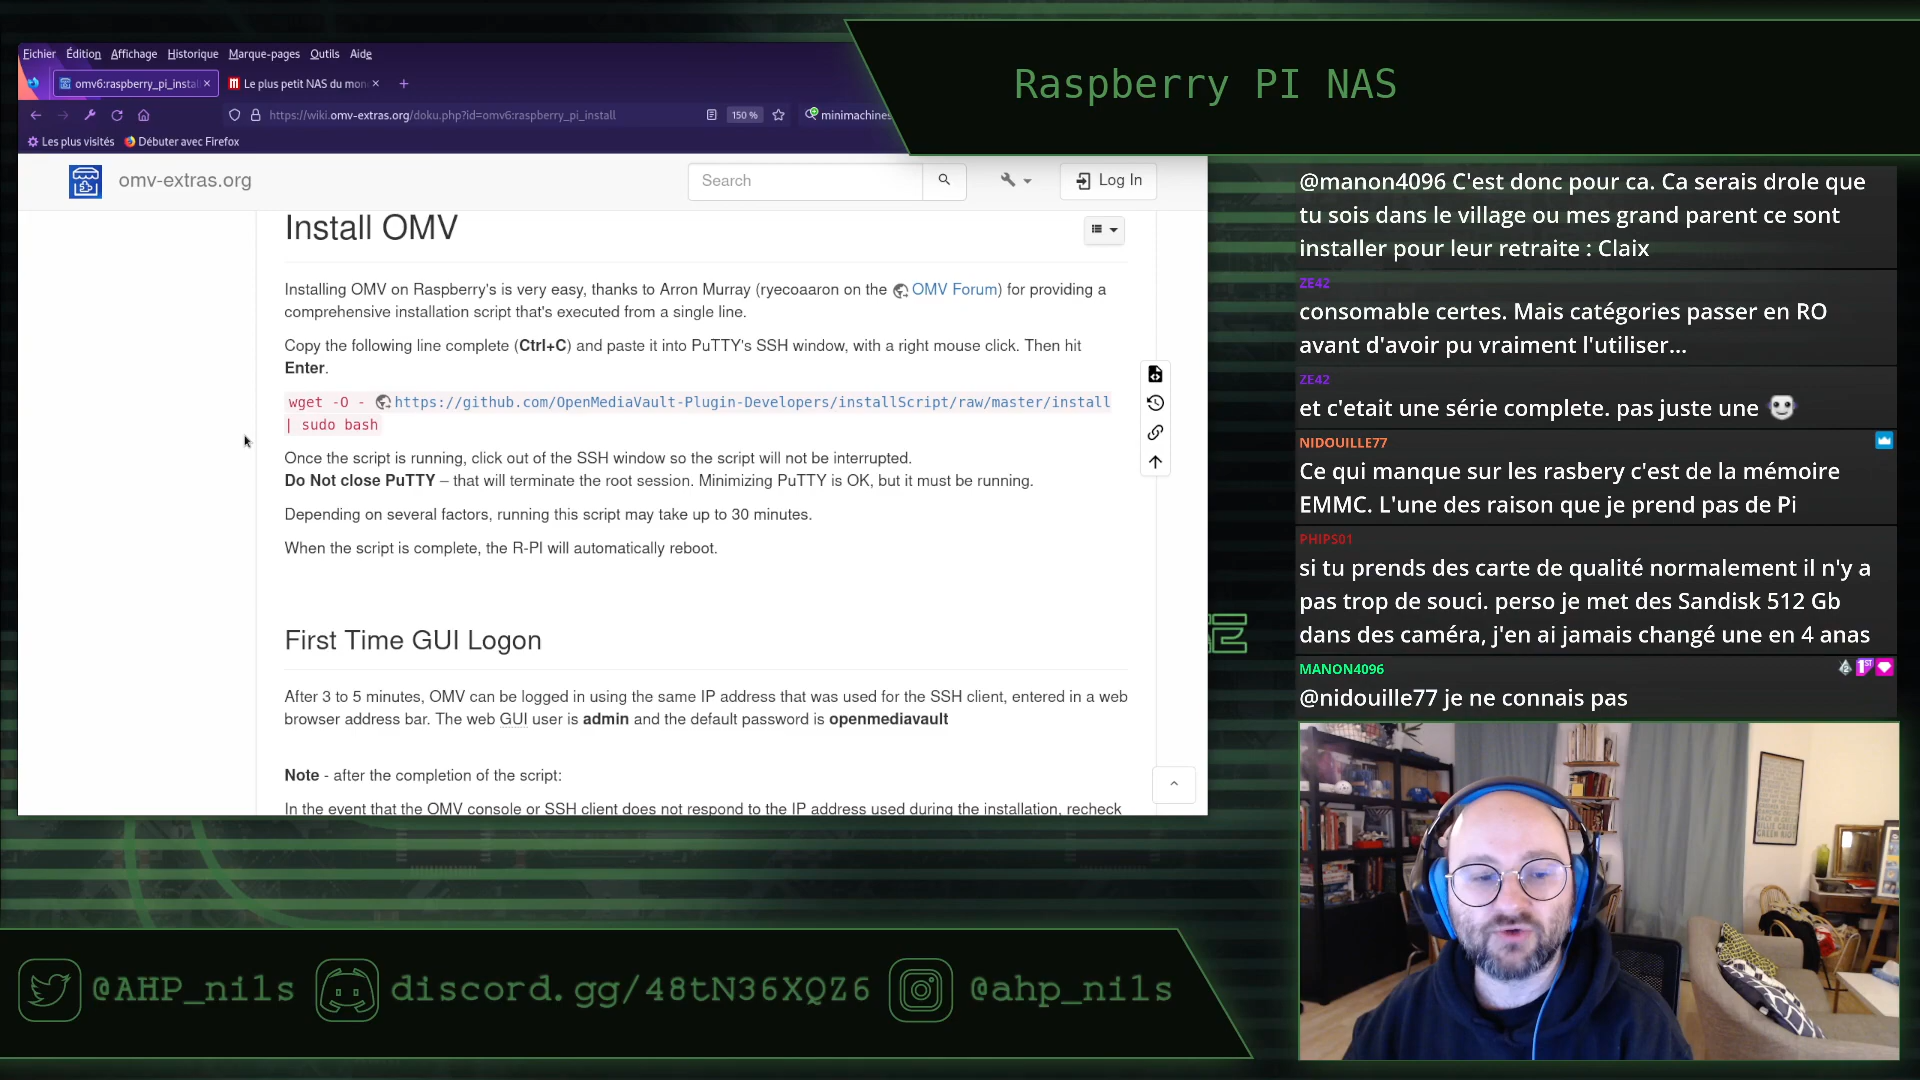 Fichier Édition Affichage Historique Marque-pages Outils Aide
omv6:raspberry_pi_insta
Le plus petit NAS du mon
https://wiki.omv-extras.org/doku.php?id=omv6:raspberry_pi_install
150 %
minimachines
Les plus visités
Débuter avec Firefox
Raspberry PI NAS
omv-extras.org
Search
Log In
Install OMV
Installing OMV on Raspberry's is very easy, thanks to Arron Murray (ryecoaaron on the OMV Forum) for providing a
comprehensive installation script that's executed from a single line.
Copy the following line complete (Ctrl+C) and paste it into PuTTY's SSH window, with a right mouse click. Then hit
Enter.
wget -O - https://github.com/OpenMediaVault-Plugin-Developers/installScript/raw/master/install
| sudo bash
Once the script is running, click out of the SSH window so the script will not be interrupted.
Do Not close PuTTY – that will terminate the root session. Minimizing PuTTY is OK, but it must be running.
Depending on several factors, running this script may take up to 30 minutes.
When the script is complete, the R-PI will automatically reboot.
First Time GUI Logon
After 3 to 5 minutes, OMV can be logged in using the same IP address that was used for the SSH client, entered in a web
browser address bar. The web GUI user is admin and the default password is openmediavault
Note - after the completion of the script:
In the event that the OMV console or SSH client does not respond to the IP address used during the installation, recheck
@manon4096 C'est donc pour ca. Ca serais drole que
tu sois dans le village ou mes grand parent ce sont
installer pour leur retraite : Claix
ZE42
consomable certes. Mais catégories passer en RO
avant d'avoir pu vraiment l'utiliser...
ZE42
et c'etait une série complete. pas juste une
NIDOUILLE77
Ce qui manque sur les rasbery c'est de la mémoire
EMMC. L'une des raison que je prend pas de Pi
PHIPS01
si tu prends des carte de qualité normalement il n'y a
pas trop de souci. perso je met des Sandisk 512 Gb
dans des caméra, j'en ai jamais changé une en 4 anas
MANON4096
@nidouille77 je ne connais pas
@AHP_nils
discord.gg/48tN36XQZ6
@ahp_nils